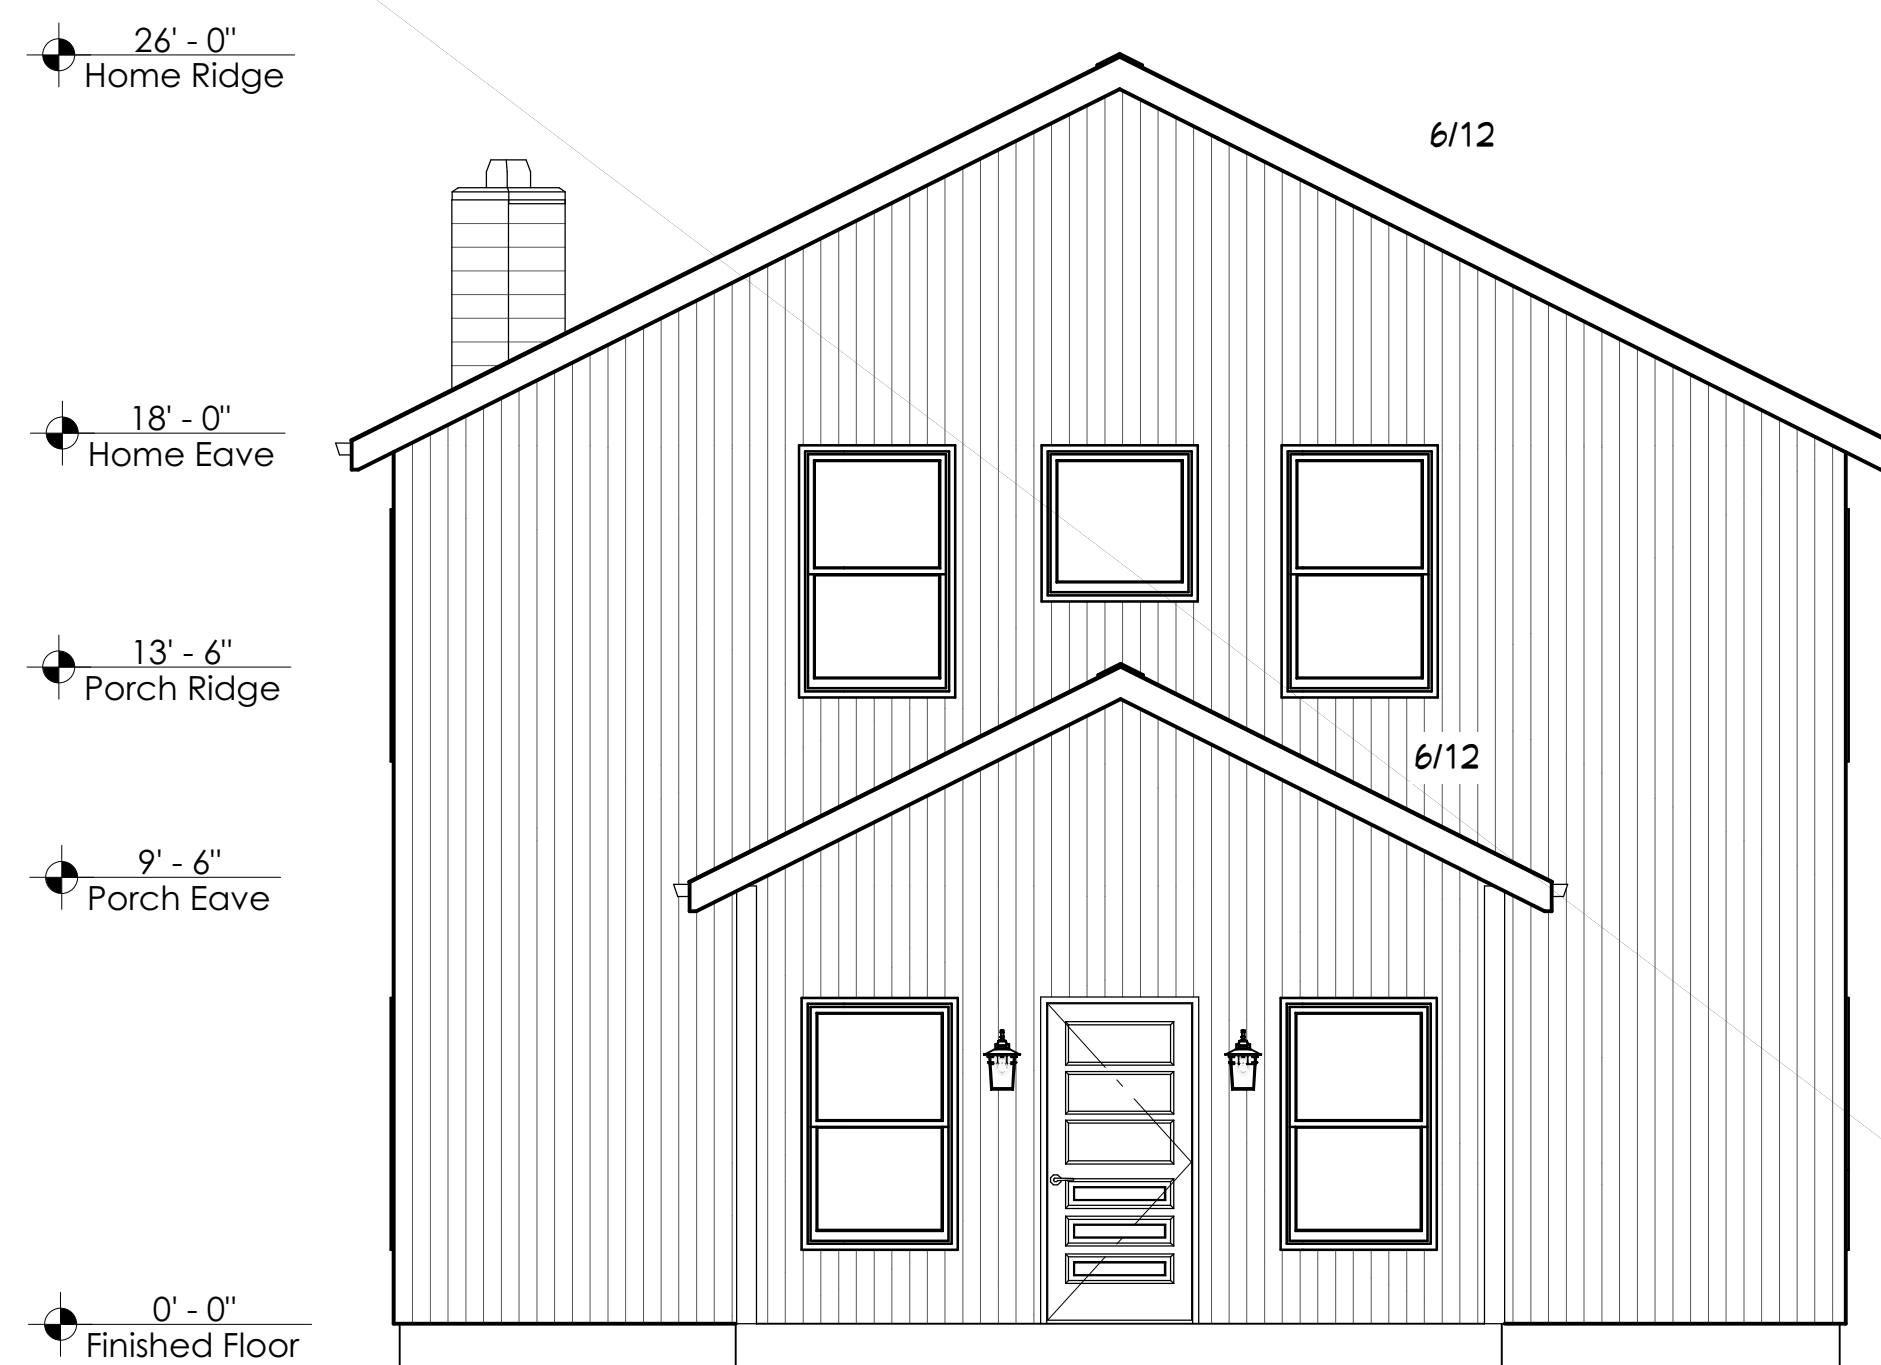 26' - 0"
Home Ridge
6/12
18' - 0"
Home Eave
13' - 6"
Porch Ridge
6/12
9' - 6"
Porch Eave
0' - 0"
Finished Floor